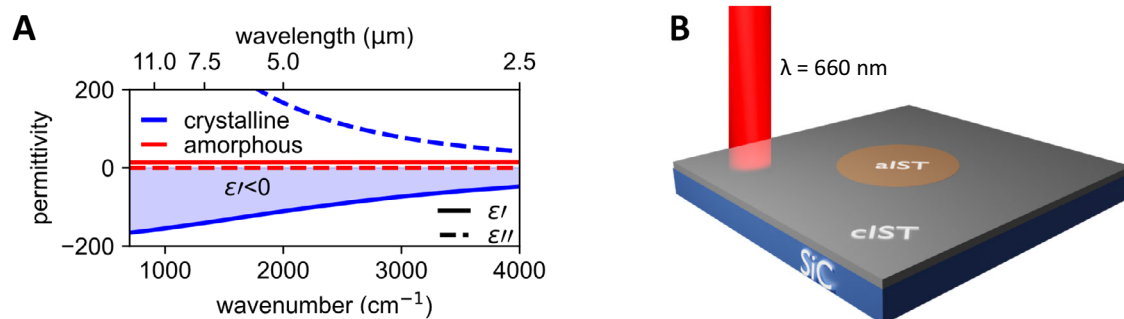 A
wavelength (μm)
11.0 7.5 5.0 2.5
200
crystalline
amorphous
0
ε′<0
ε′
ε′′
−200
permittivity
1000 2000 3000 4000
wavenumber (cm⁻¹)
B
λ = 660 nm
aIST
cIST
SiC